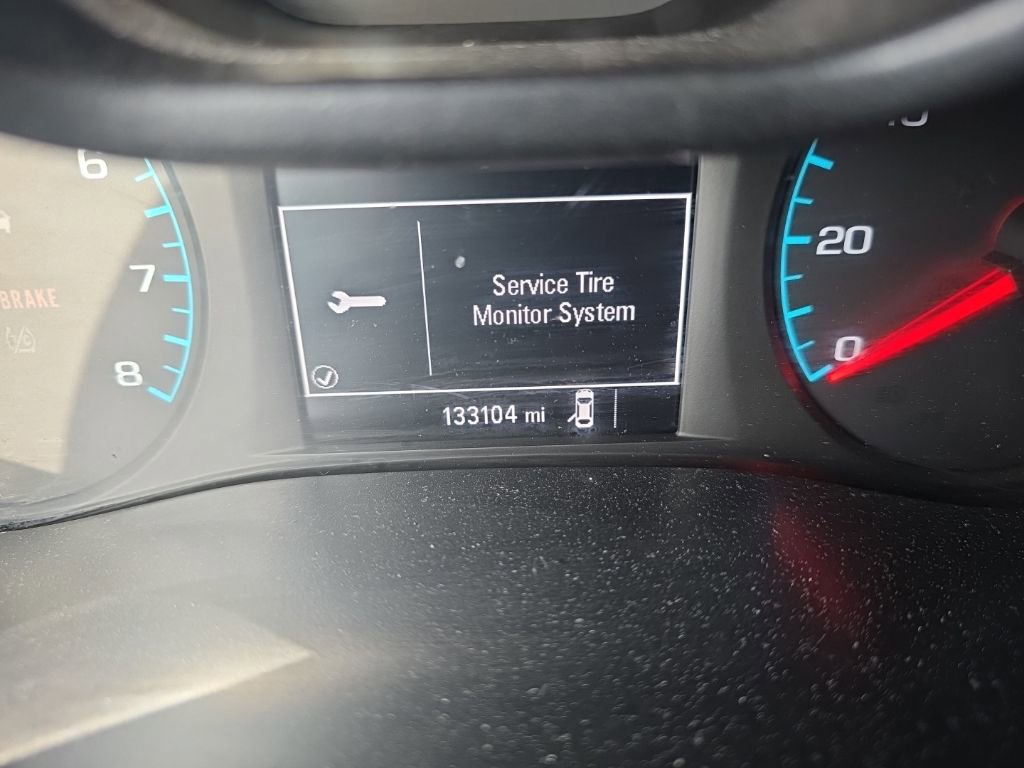 6
7
8
BRAKE
Service Tire
Monitor System
133104 mi
20
0